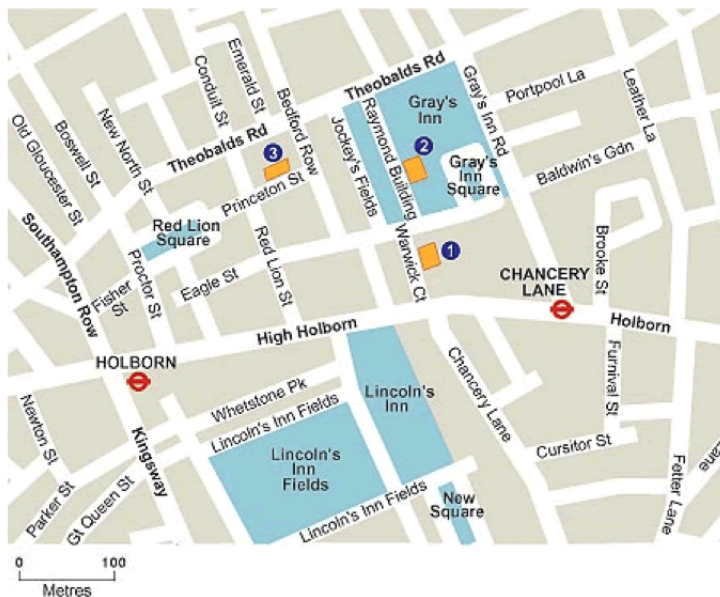 Emerald St
Conduit St
Theobalds Rd
Bedford Row
Gray's Inn Rd
Portpool La
Leather La
Old Gloucester St
Boswell St
New North St
Theobalds Rd
3
Jockey's Fields
Raymond Building
Gray's
Inn
2
Gray's
Inn
Square
Baldwin's Gdn
Princeton St
Red Lion
Square
Southampton Row
Fisher St
Proctor St
Eagle St
Red Lion St
Warwick Ct
1
Brooke St
CHANCERY
LANE
Holborn
High Holborn
HOLBORN
Chancery Lane
Furnival St
Whetstone Pk
Lincoln's
Inn
Lincoln's Inn Fields
Newton St
Kingsway
Cursitor St
Lincoln's
Inn
Fields
Parker St
Gt Queen St
Lincoln's Inn Fields
New
Square
Fetter Lane
Lane
0 100
Metres